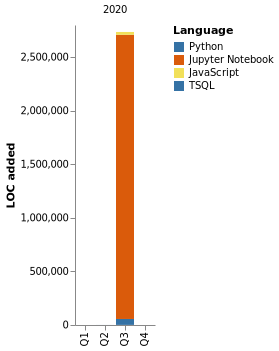 2020
Language
Python
Jupyter Notebook
JavaScript
TSQL
LOC added
2,500,000
2,000,000
1,500,000
1,000,000
500,000
0
Q1
Q2
Q3
Q4